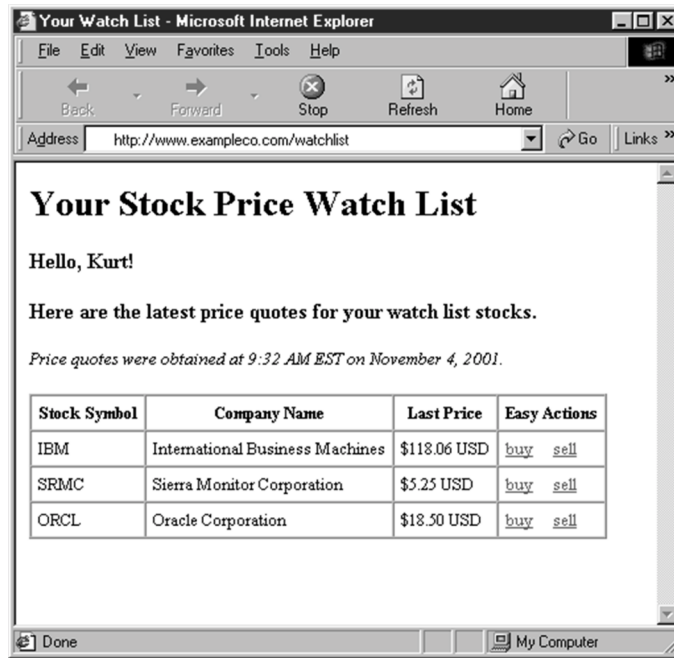 Your Watch List - Microsoft Internet Explorer
File Edit View Favorites Tools Help
Back Forward Stop Refresh Home »
Address http://www.exampleco.com/watchlist Go Links »
Your Stock Price Watch List
Hello, Kurt!
Here are the latest price quotes for your watch list stocks.
Price quotes were obtained at 9:32 AM EST on November 4, 2001.
Stock Symbol Company Name Last Price Easy Actions
IBM International Business Machines $118.06 USD buy sell
SRMC Sierra Monitor Corporation $5.25 USD buy sell
ORCL Oracle Corporation $18.50 USD buy sell
Done My Computer